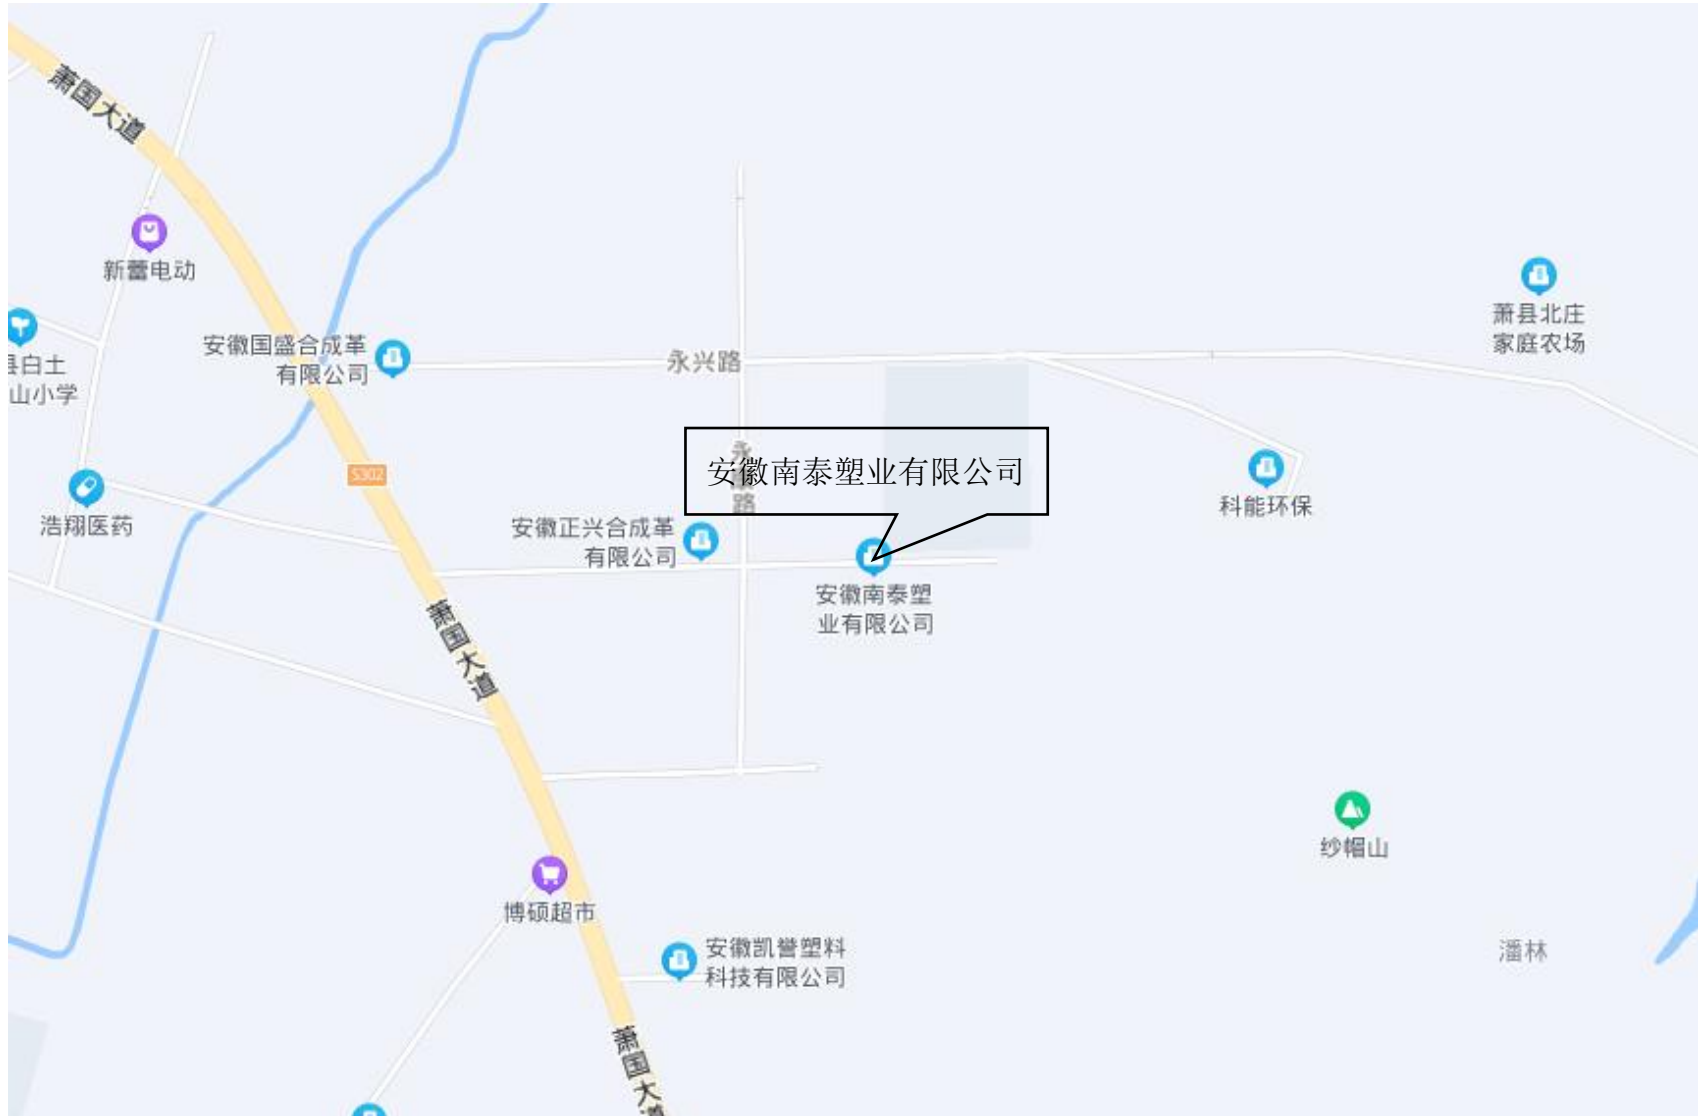 萧国大道
新蕾电动
安徽国盛合成革
有限公司
县白土
山小学
永兴路
萧县北庄
家庭农场
永
路
安徽南泰塑业有限公司
S302
浩翔医药
安徽正兴合成革
有限公司
科能环保
安徽南泰塑
业有限公司
萧国大道
纱帽山
博硕超市
安徽凯誉塑料
科技有限公司
潘林
萧国大道